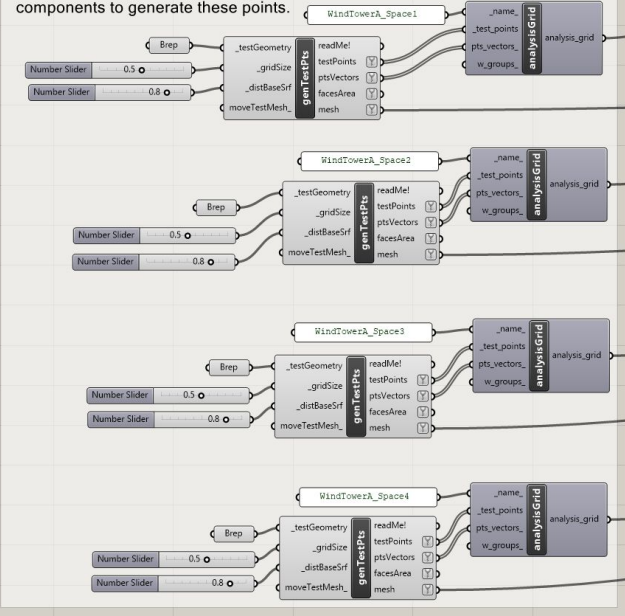 components to generate these points.
WindTowerA_Space1
_name_
_test_points
pts_vectors_
w_groups_
analysisGrid
analysis_grid
Brep
Number Slider 0.5
Number Slider 0.8
_testGeometry
_gridSize
_distBaseSrf
moveTestMesh_
genTestPts
readMe!
testPoints
ptsVectors
facesArea
mesh
WindTowerA_Space2
_name_
_test_points
pts_vectors_
w_groups_
analysisGrid
analysis_grid
Brep
Number Slider 0.5
Number Slider 0.8
_testGeometry
_gridSize
_distBaseSrf
moveTestMesh_
genTestPts
readMe!
testPoints
ptsVectors
facesArea
mesh
WindTowerA_Space3
_name_
_test_points
pts_vectors_
w_groups_
analysisGrid
analysis_grid
Brep
Number Slider 0.5
Number Slider 0.8
_testGeometry
_gridSize
_distBaseSrf
moveTestMesh_
genTestPts
readMe!
testPoints
ptsVectors
facesArea
mesh
WindTowerA_Space4
_name_
_test_points
pts_vectors_
w_groups_
analysisGrid
analysis_grid
Brep
Number Slider 0.5
Number Slider 0.8
_testGeometry
_gridSize
_distBaseSrf
moveTestMesh_
genTestPts
readMe!
testPoints
ptsVectors
facesArea
mesh